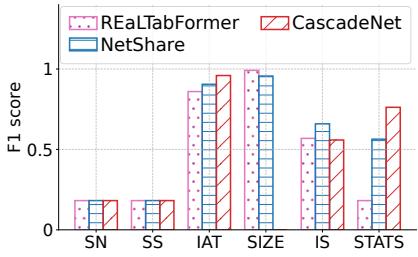 REaLTabFormer CascadeNet
NetShare
1
0.5
0
F1 score
SN SS IAT SIZE IS STATS